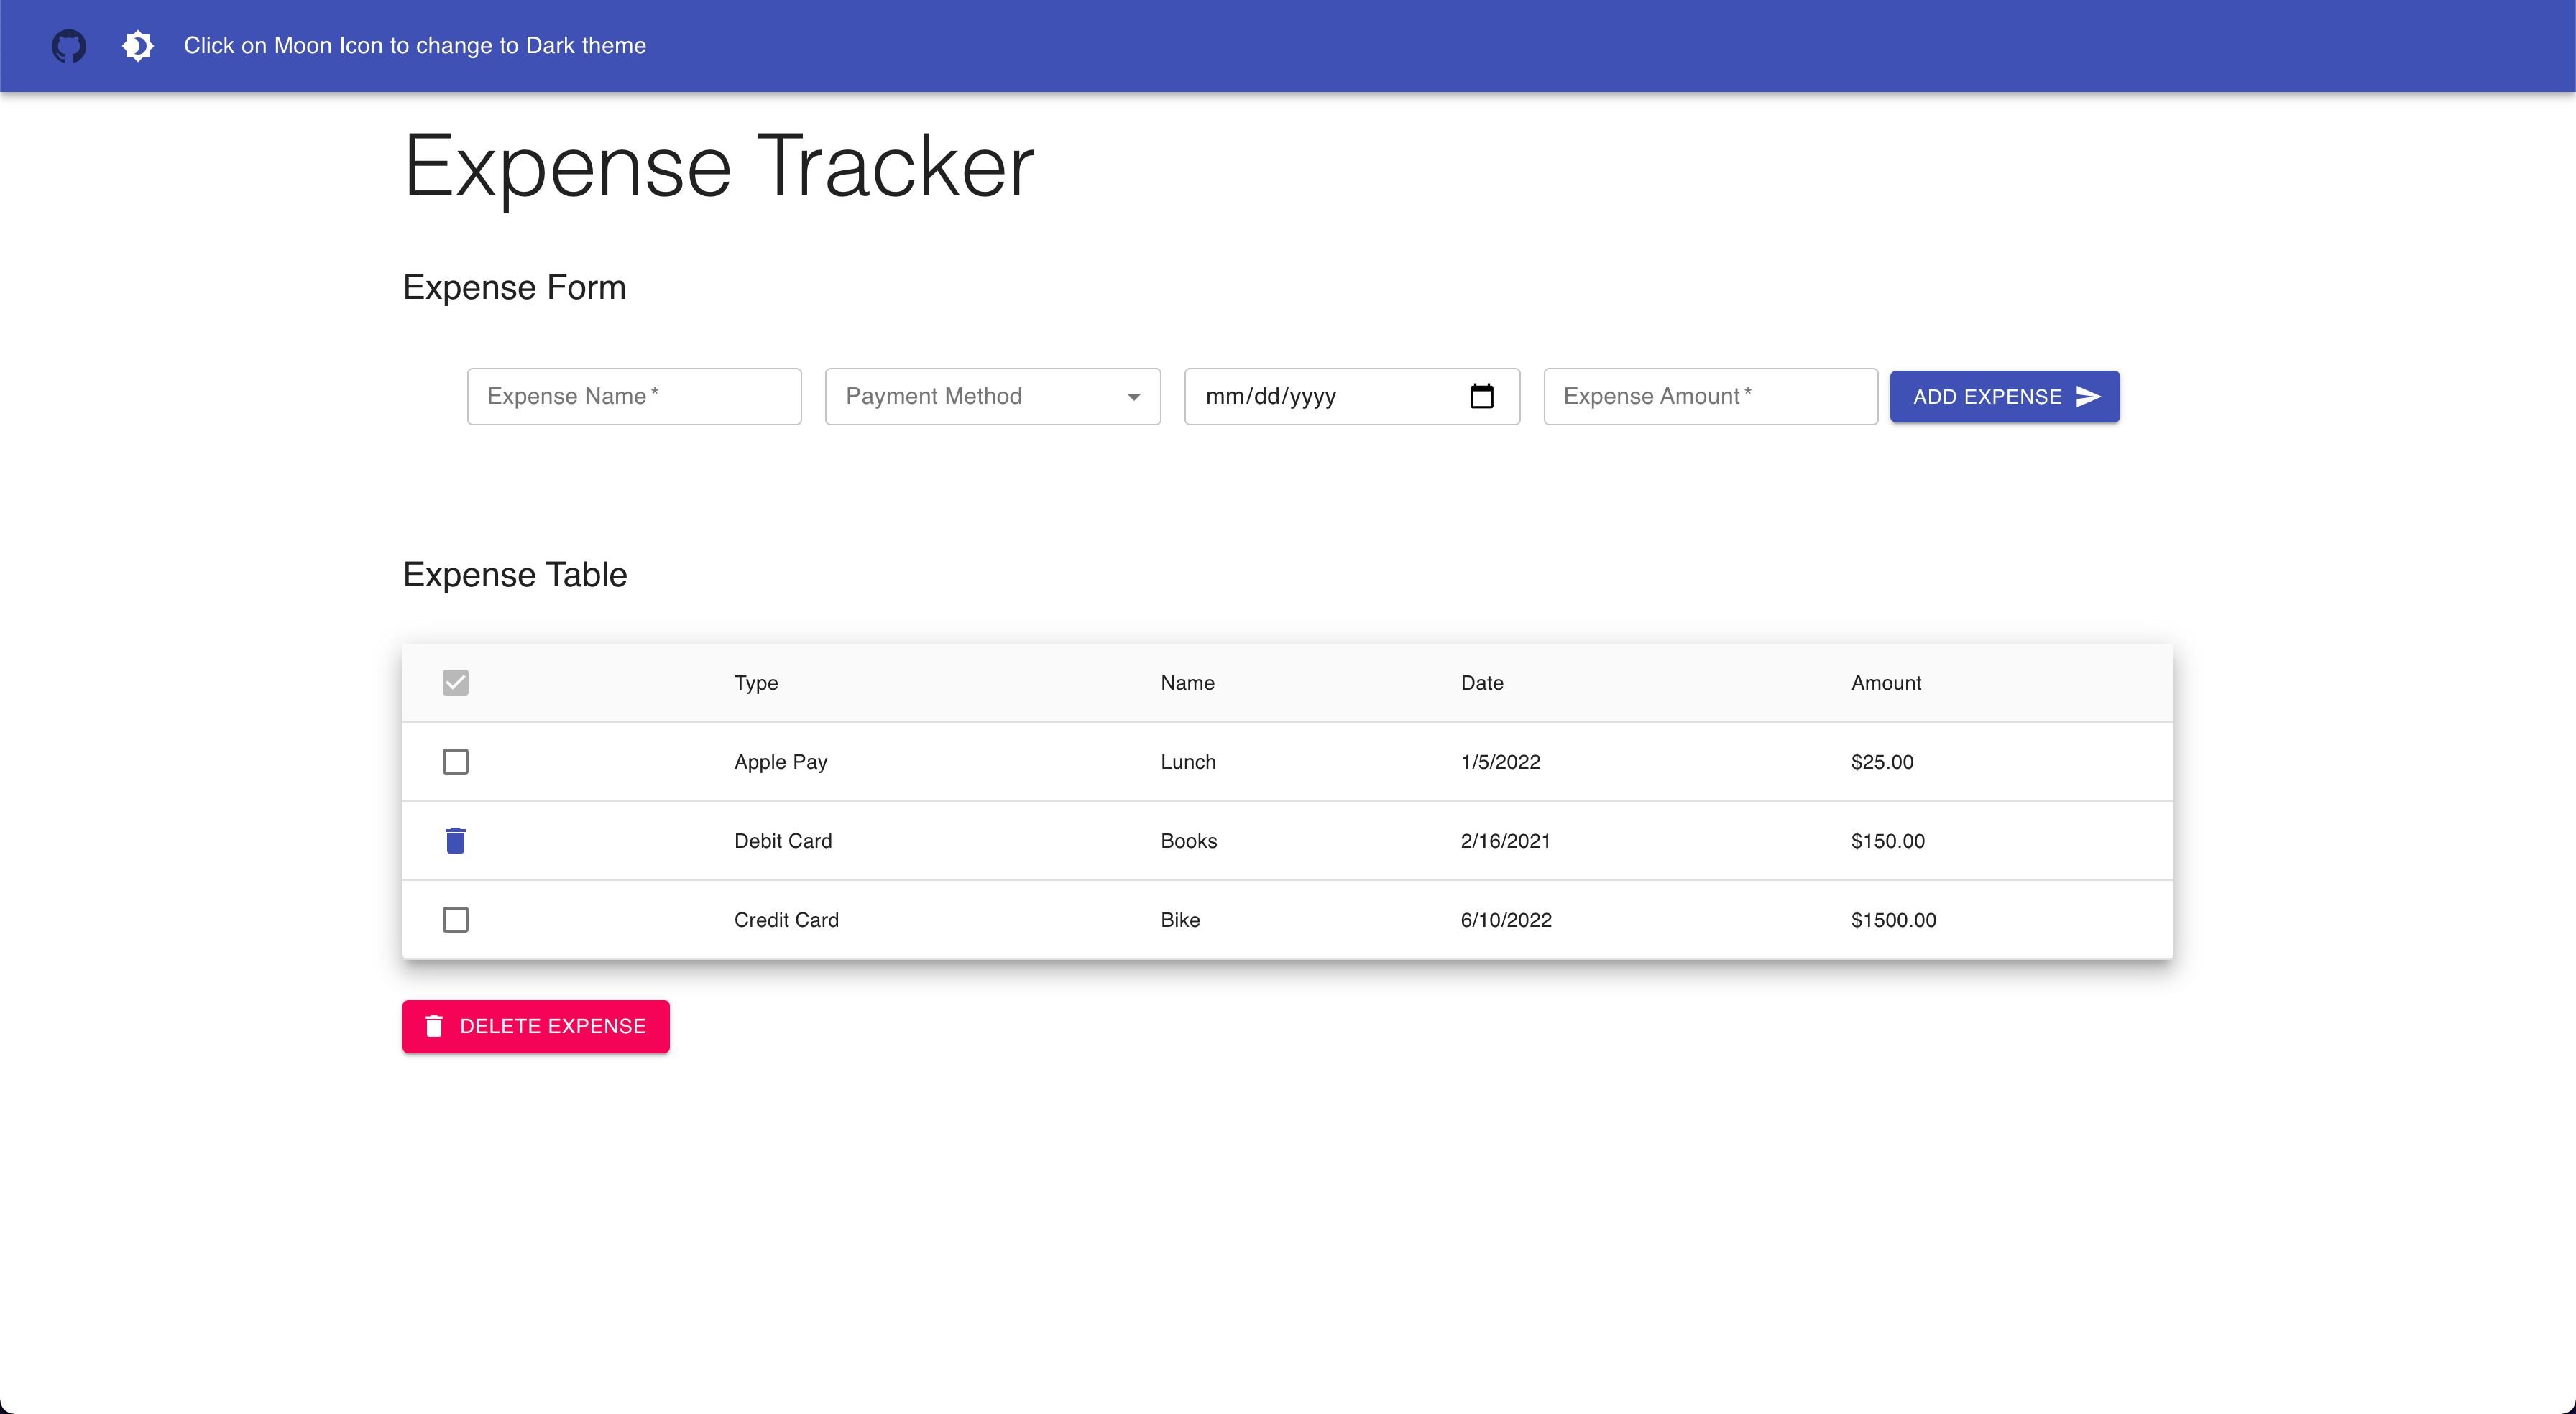 Click on Moon Icon to change to Dark theme
Expense Tracker
Expense Form
Expense Name * Payment Method mm/dd/yyyy Expense Amount * ADD EXPENSE
Expense Table
Type Name Date Amount
Apple Pay Lunch 1/5/2022 $25.00
Debit Card Books 2/16/2021 $150.00
Credit Card Bike 6/10/2022 $1500.00
DELETE EXPENSE